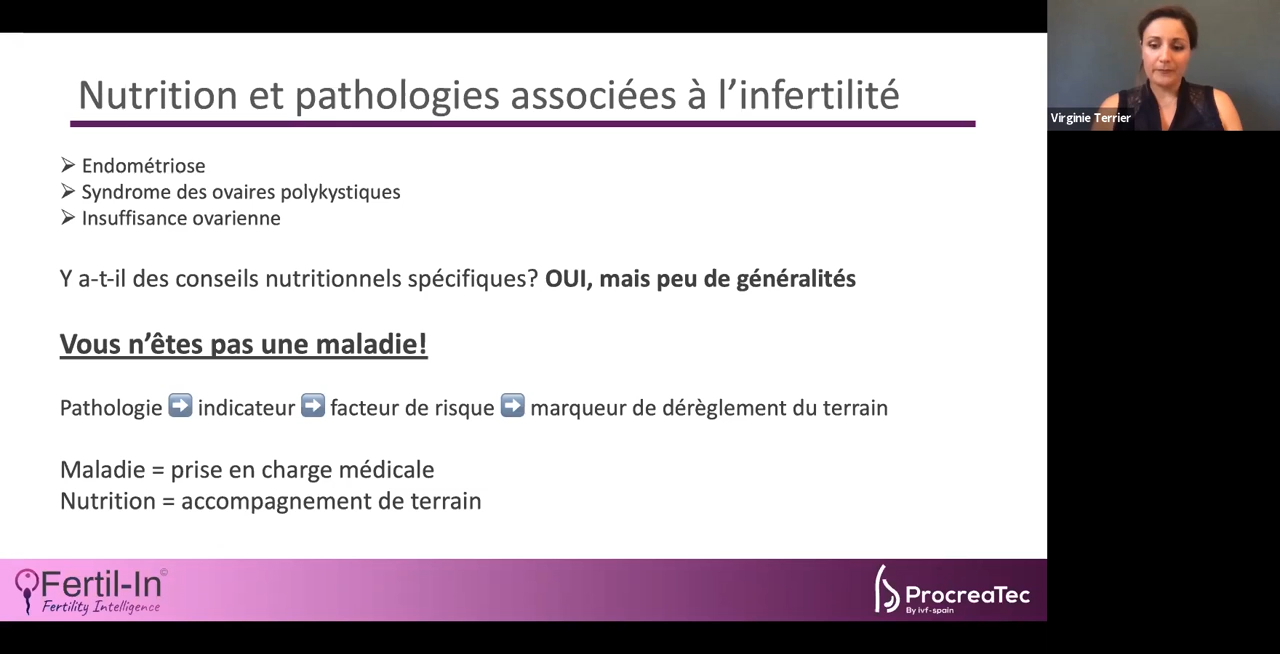 Nutrition et pathologies associées à l’infertilité
Virginie Terrier
➢ Endométriose
➢ Syndrome des ovaires polykystiques
➢ Insuffisance ovarienne
Y a-t-il des conseils nutritionnels spécifiques? OUI, mais peu de généralités
Vous n’êtes pas une maladie!
Pathologie ➡ indicateur ➡ facteur de risque ➡ marqueur de dérèglement du terrain
Maladie = prise en charge médicale
Nutrition = accompagnement de terrain
Fertil-In©
Fertility Intelligence
ProcreaTec
By ivf-spain